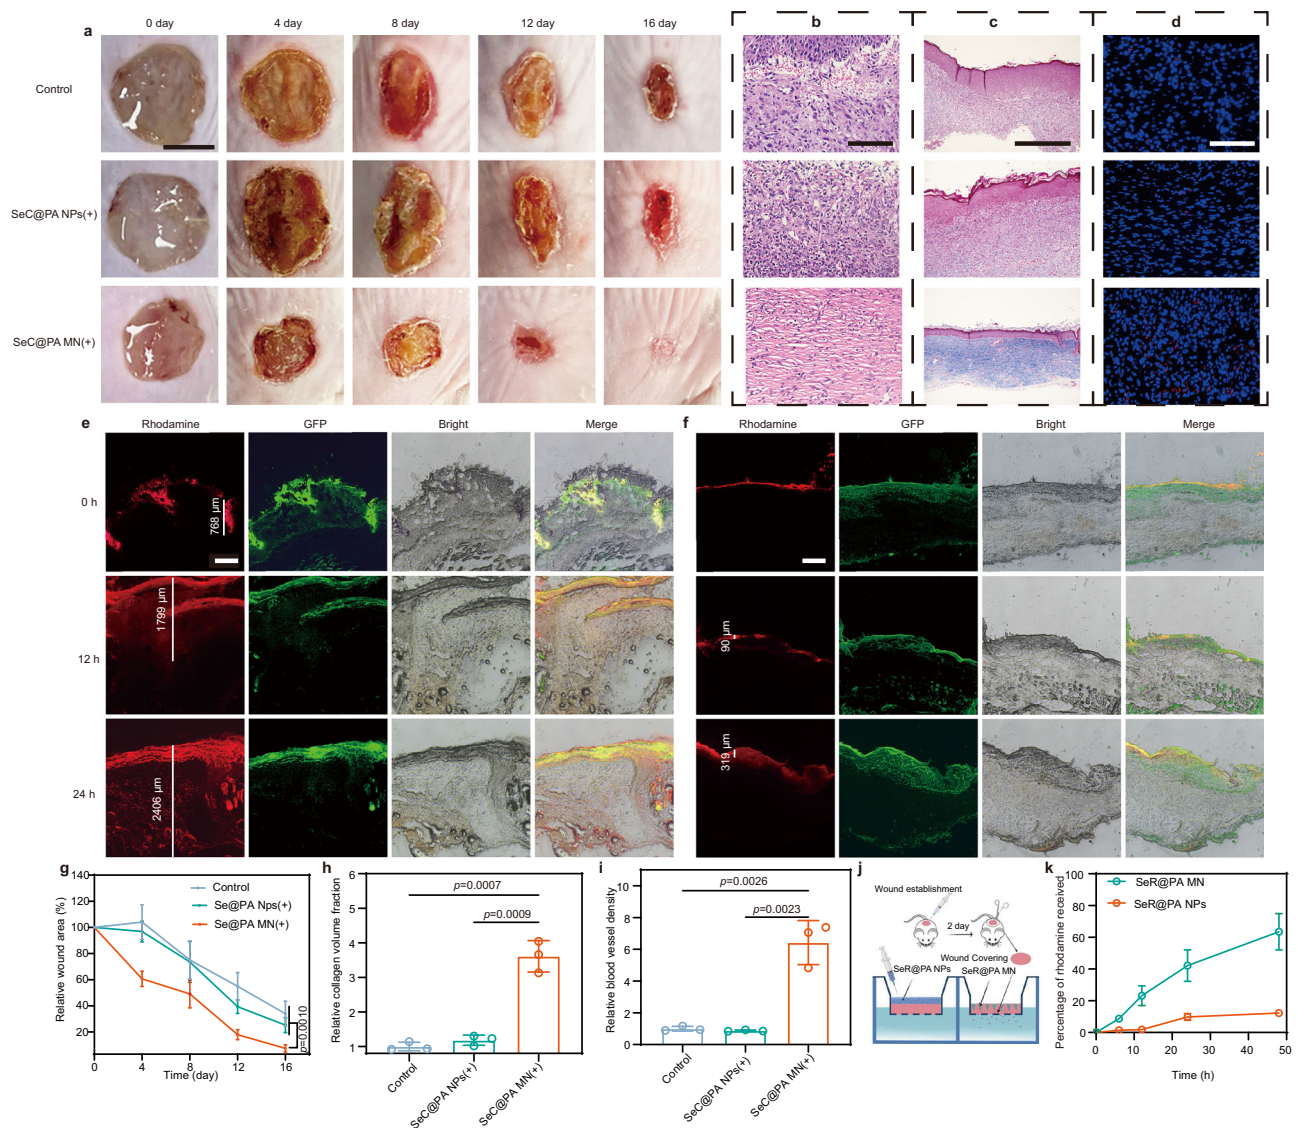 a
0 day
4 day
8 day
12 day
16 day
b
c
d
Control
SeC@PA NPs(+)
SeC@PA MN(+)
e
Rhodamine
GFP
Bright
Merge
f
Rhodamine
GFP
Bright
Merge
0 h
768 µm
12 h
1799 µm
90 µm
24 h
2406 µm
319 µm
g
Relative wound area (%)
140
120
100
80
60
40
20
0
4
8
12
16
Time (day)
Control
Se@PA Nps(+)
Se@PA MN(+)
p=0.0010
h
Relative collagen volume fraction
6
5
4
3
2
1
p=0.0007
p=0.0009
Control
SeC@PA NPs(+)
SeC@PA MN(+)
i
Relative blood vessel density
10
8
6
4
2
0
p=0.0026
p=0.0023
Control
SeC@PA NPs(+)
SeC@PA MN(+)
j
Wound establishment
2 day
Wound Covering
SeR@PA NPs
SeR@PA MN
k
Percentage of rhodamine received
100
80
60
40
20
0
0
10
20
30
40
50
Time (h)
SeR@PA MN
SeR@PA NPs